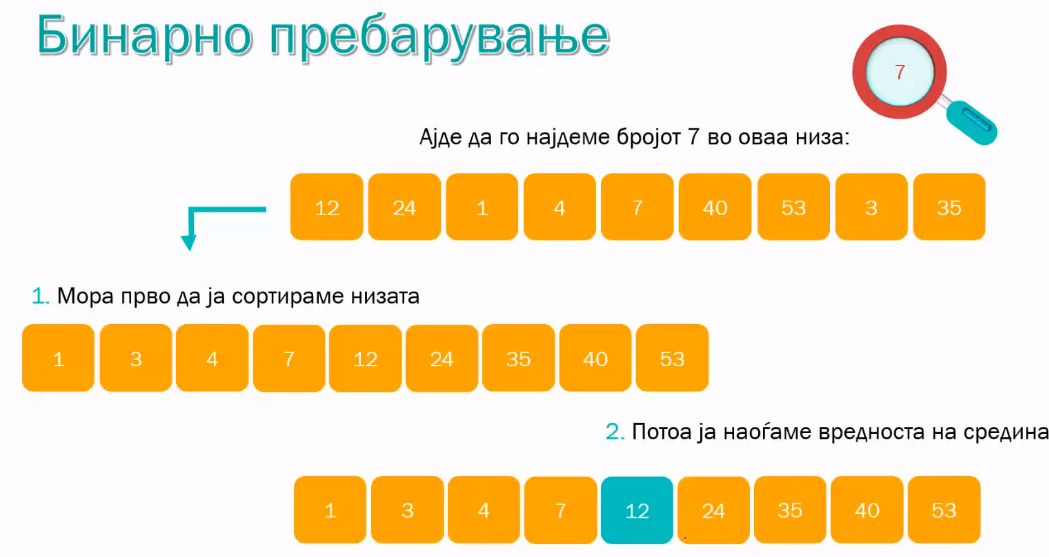 Бинарно пребарување
7
Ајде да го најдеме бројот 7 во оваа низа:
12 24 1 4 7 40 53 3 35
1. Мора прво да ја сортираме низата
1 3 4 7 12 24 35 40 53
2. Потоа ја наоѓаме вредноста на средина
1 3 4 7 12 24 35 40 53